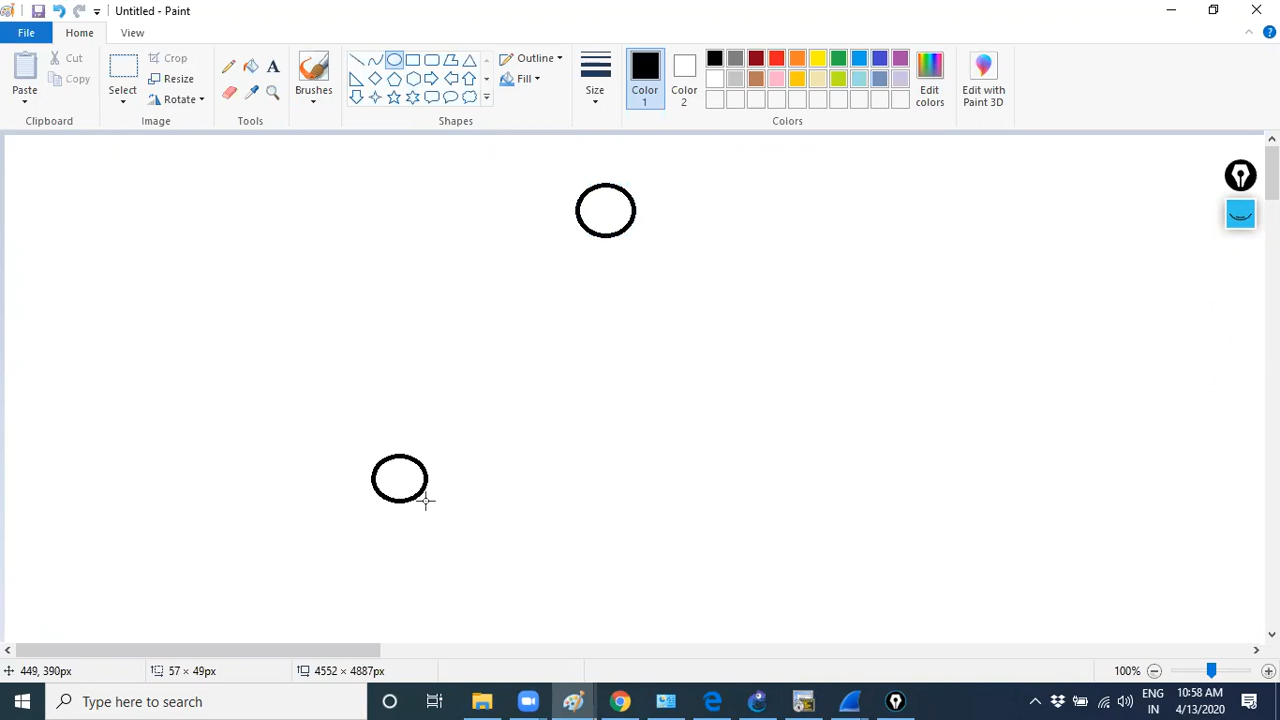 Untitled - Paint
File
Home
View
Paste
Cut
Copy
Clipboard
Select
Crop
Resize
Rotate
Image
A
Tools
Brushes
Outline
Fill
Shapes
Size
Color 1
Color 2
Edit colors
Colors
Edit with Paint 3D
449, 390px
57 × 49px
4552 × 4887px
100%
Type here to search
ENG
IN
10:58 AM
4/13/2020